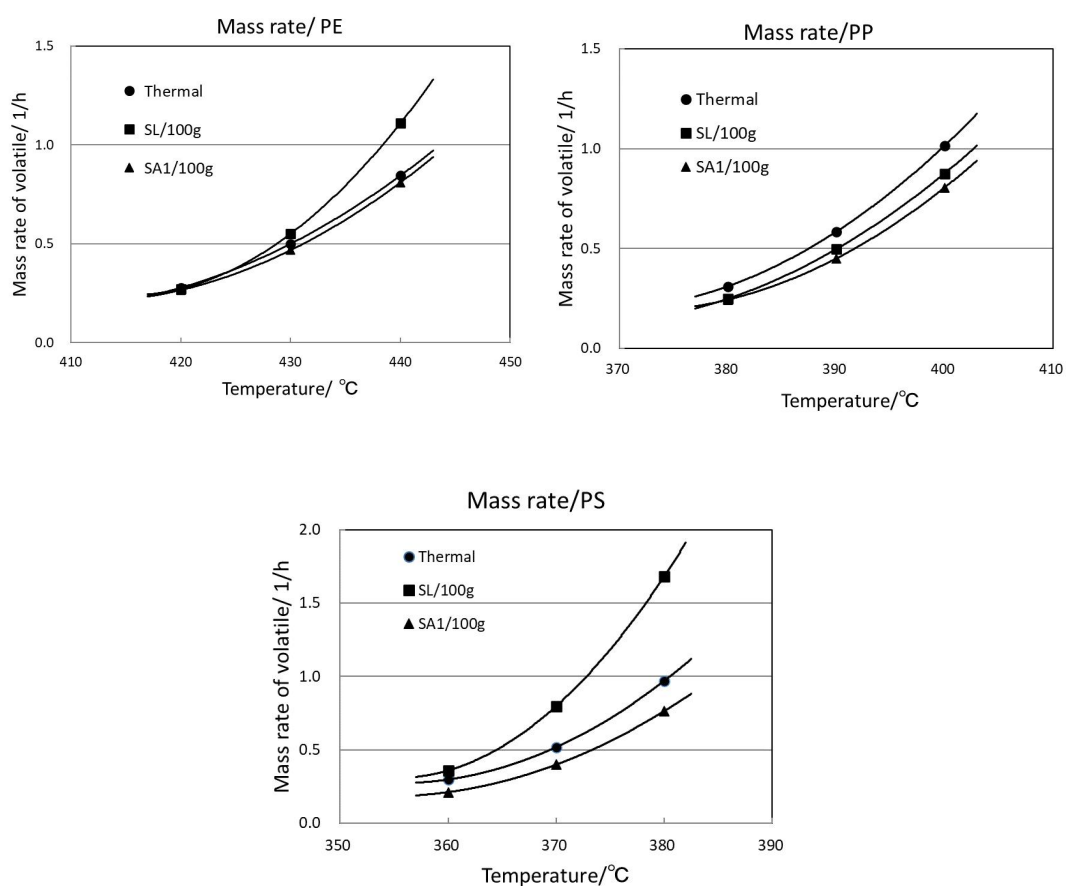 Mass rate/ PE
Mass rate of volatile/ 1/h
1.5
1.0
0.5
0.0
Thermal
SL/100g
SA1/100g
410
420
430
440
450
Temperature/ °C
Mass rate/PP
Mass rate of volatile/ 1/h
1.5
1.0
0.5
0.0
Thermal
SL/100g
SA1/100g
370
380
390
400
410
Temperature/°C
Mass rate/PS
Mass rate of volatile/ 1/h
2.0
1.5
1.0
0.5
0.0
Thermal
SL/100g
SA1/100g
350
360
370
380
390
Temperature/°C